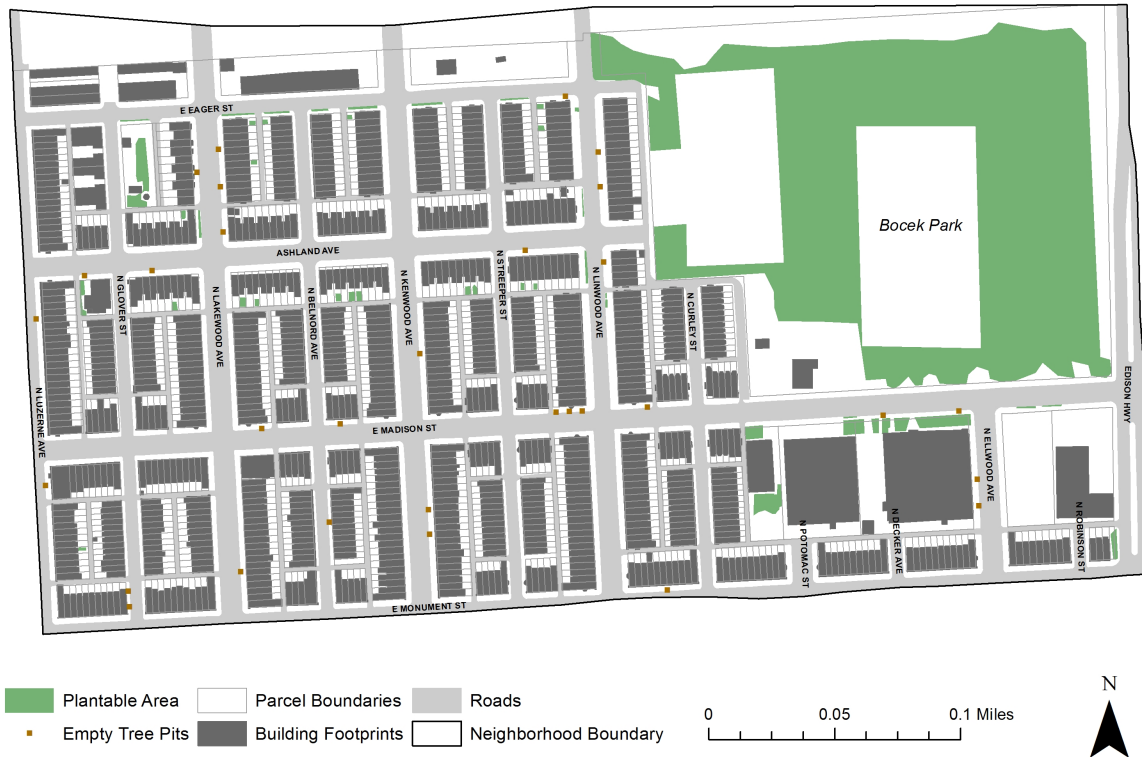 E EAGER ST
Bocek Park
ASHLAND AVE
N GLOVER ST
N LAKEWOOD AVE
N BELNORD AVE
N KENWOOD AVE
N STREEPER ST
N LINWOOD AVE
N CURLEY ST
N LUZERNE AVE
EDISON HWY
E MADISON ST
N ELLWOOD AVE
N POTOMAC ST
N DECKER AVE
N ROBINSON ST
E MONUMENT ST
Plantable Area
Parcel Boundaries
Roads
Empty Tree Pits
Building Footprints
Neighborhood Boundary
0 0.05 0.1 Miles
N